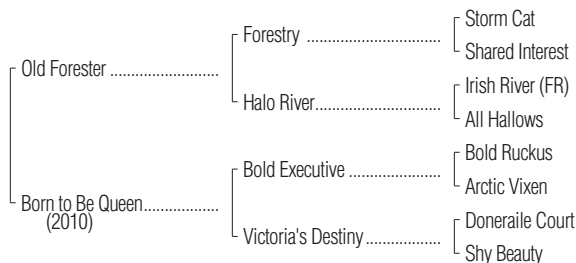 Storm Cat
Forestry ........................................
Shared Interest
Old Forester ................................
Irish River (FR)
Halo River.....................................
All Hallows
Bold Ruckus
Bold Executive ............................
Arctic Vixen
Born to Be Queen......................
(2010)
Doneraile Court
Victoria's Destiny.......................
Shy Beauty